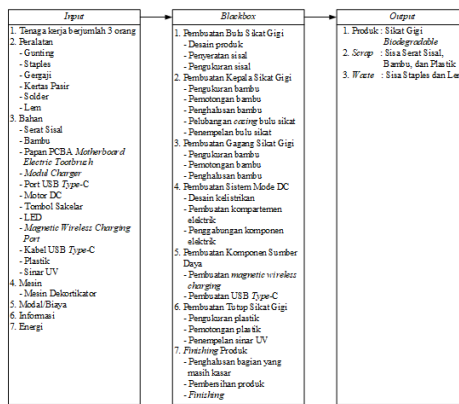 Input
1. Tenaga kerja berjumlah 3 orang
2. Peralatan
- Gunting
- Staples
- Gergaji
- Kertas Pasir
- Solder
- Lem
3. Bahan
- Serat Sisal
- Bambu
- Papan PCBA Motherboard
Electric Tootbrush
- Modul Charger
- Port USB Type-C
- Motor DC
- Tombol Sakelar
- LED
- Magnetic Wireless Charging
Port
- Kabel USB Type-C
- Plastik
- Sinar UV
4. Mesin
- Mesin Dekortikator
5. Modal/Biaya
6. Informasi
7. Energi
Blackbox
1. Pembuatan Bulu Sikat Gigi
- Desain produk
- Penyeratan sisal
- Pengukuran sisal
2. Pembuatan Kepala Sikat Gigi
- Pengukuran bambu
- Pemotongan bambu
- Penghalusan bambu
- Pelubangan casing bulu sikat
- Penempelan bulu sikat
3. Pembuatan Gagang Sikat Gigi
- Pengukuran bambu
- Pemotongan bambu
- Penghalusan bambu
4. Pembuatan Sistem Mode DC
- Desain kelistrikan
- Pembuatan kompartemen
elektrik
- Penggabungan komponen
elektrik
5. Pembuatan Komponen Sumber
Daya
- Pembuatan magnetic wireless
charging
- Pembuatan USB Type-C
6. Pembuatan Tutup Sikat Gigi
- Pengukuran plastik
- Pemotongan plastik
- Penempelan sinar UV
7. Finishing Produk
- Penghalusan bagian yang
masih kasar
- Pembersihan produk
- Finishing
Output
1. Produk : Sikat Gigi
Biodegradable
2. Scrap : Sisa Serat Sisal,
Bambu, dan Plastik
3. Waste : Sisa Staples dan Lem